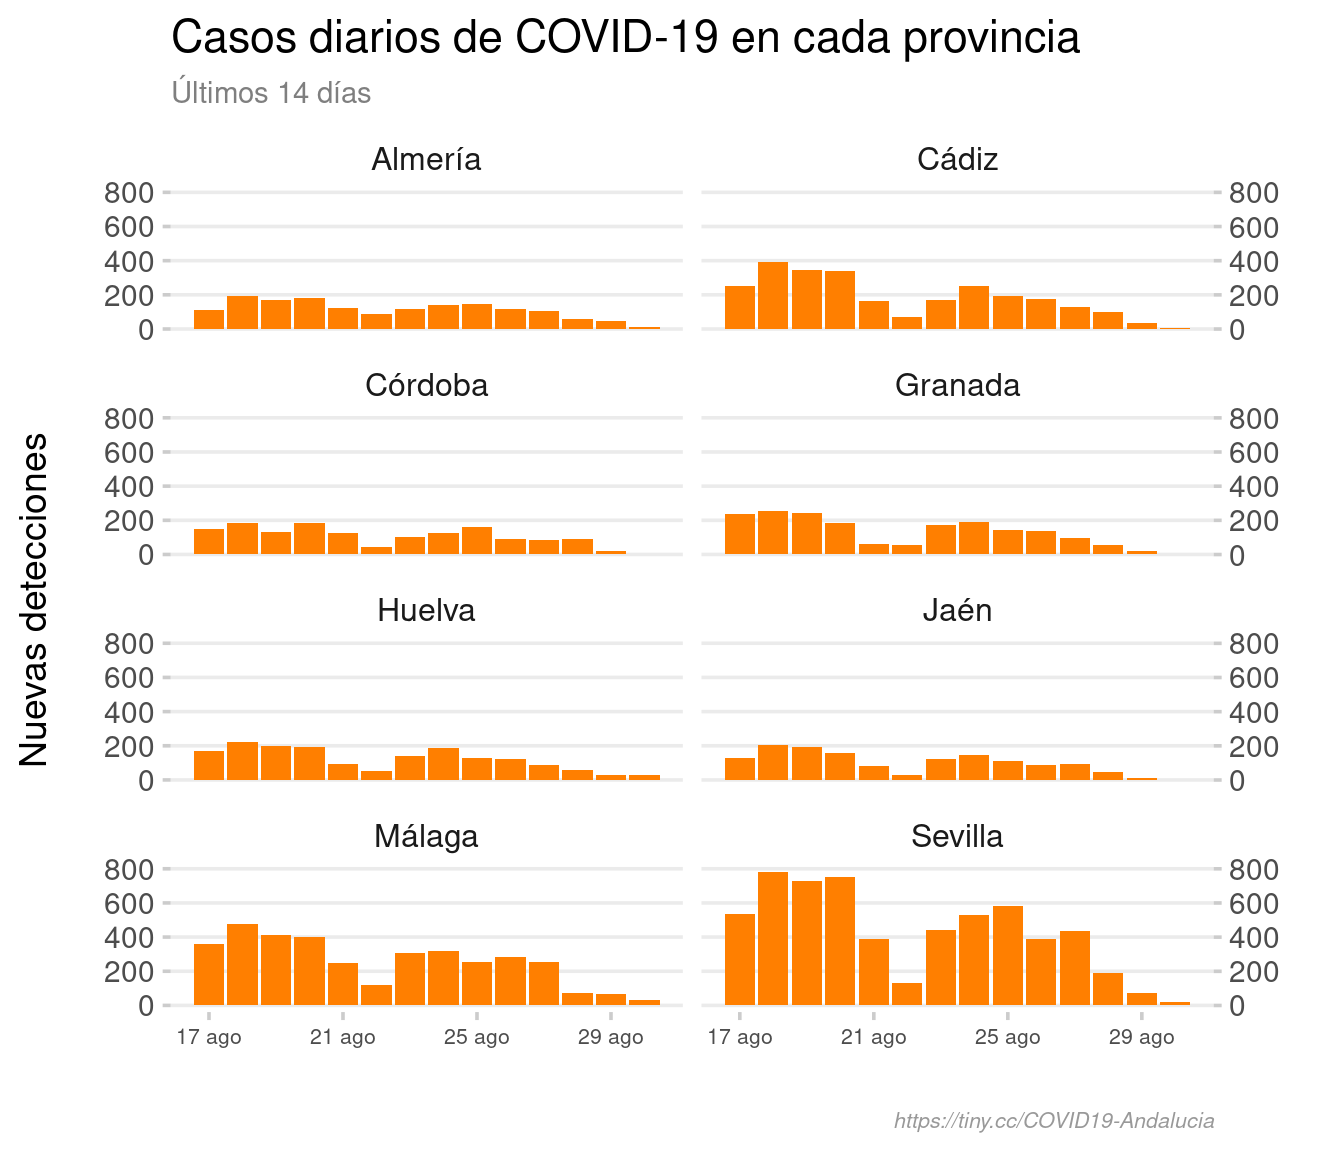 Casos diarios de COVID-19 en cada provincia
Últimos 14 días
Nuevas detecciones
Almería
Cádiz
800
600
400
200
0
800
600
400
200
0
Córdoba
Granada
800
600
400
200
0
800
600
400
200
0
Huelva
Jaén
800
600
400
200
0
800
600
400
200
0
Málaga
Sevilla
800
600
400
200
0
800
600
400
200
0
17 ago 21 ago 25 ago 29 ago
17 ago 21 ago 25 ago 29 ago
https://tiny.cc/COVID19-Andalucia